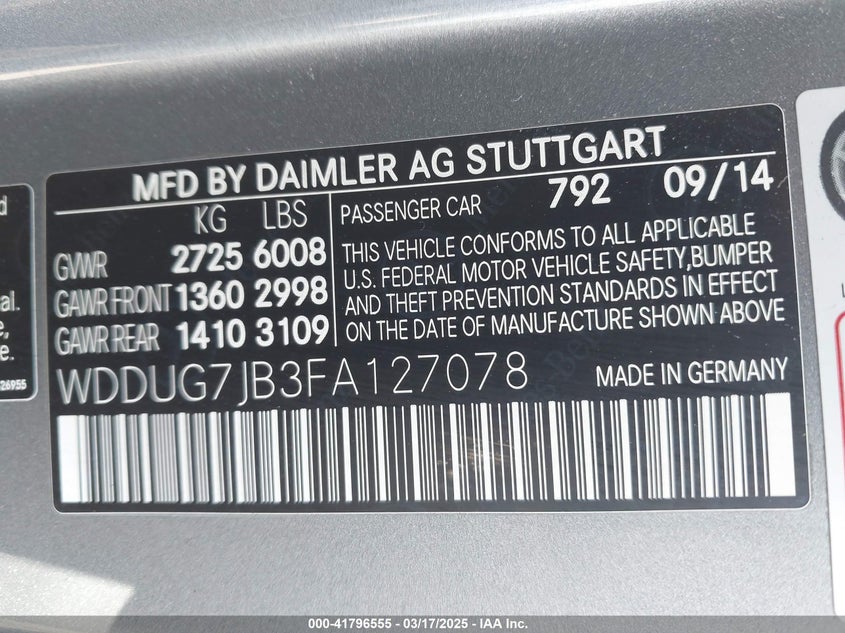 MFD BY DAIMLER AG STUTTGART
KG LBS
GVWR 2725 6008
GAWR FRONT 1360 2998
GAWR REAR 1410 3109
PASSENGER CAR 792 09/14
THIS VEHICLE CONFORMS TO ALL APPLICABLE
U.S. FEDERAL MOTOR VEHICLE SAFETY,BUMPER
AND THEFT PREVENTION STANDARDS IN EFFECT
ON THE DATE OF MANUFACTURE SHOWN ABOVE
WDDUG7JB3FA127078
MADE IN GERMANY
26955
000-41796555 - 03/17/2025 - IAA Inc.